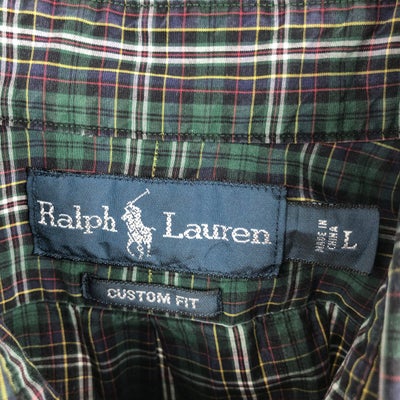 Ralph Lauren
MADE IN
CHINA
L
CUSTOM FIT